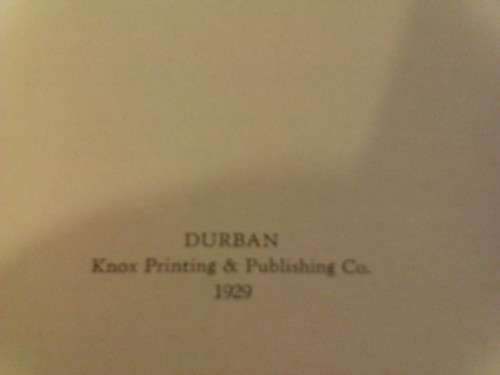 DURBAN
Knox Printing & Publishing Co.
1929